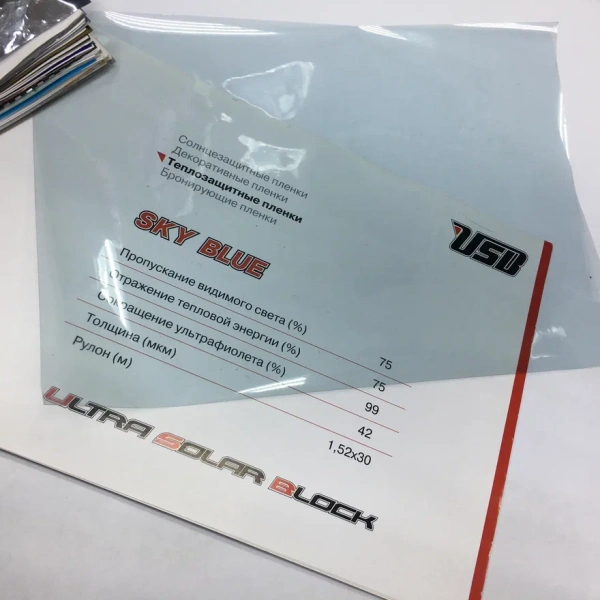 Солнцезащитные пленки
Декоративные пленки
Теплозащитные пленки
Бронирующие пленки
SKY BLUE
USB
Пропускание видимого света (%) 75
Отражение тепловой энергии (%) 75
Сокращение ультрафиолета (%) 99
Толщина (мкм) 42
Рулон (м) 1,52x30
ULTRA SOLAR BLOCK